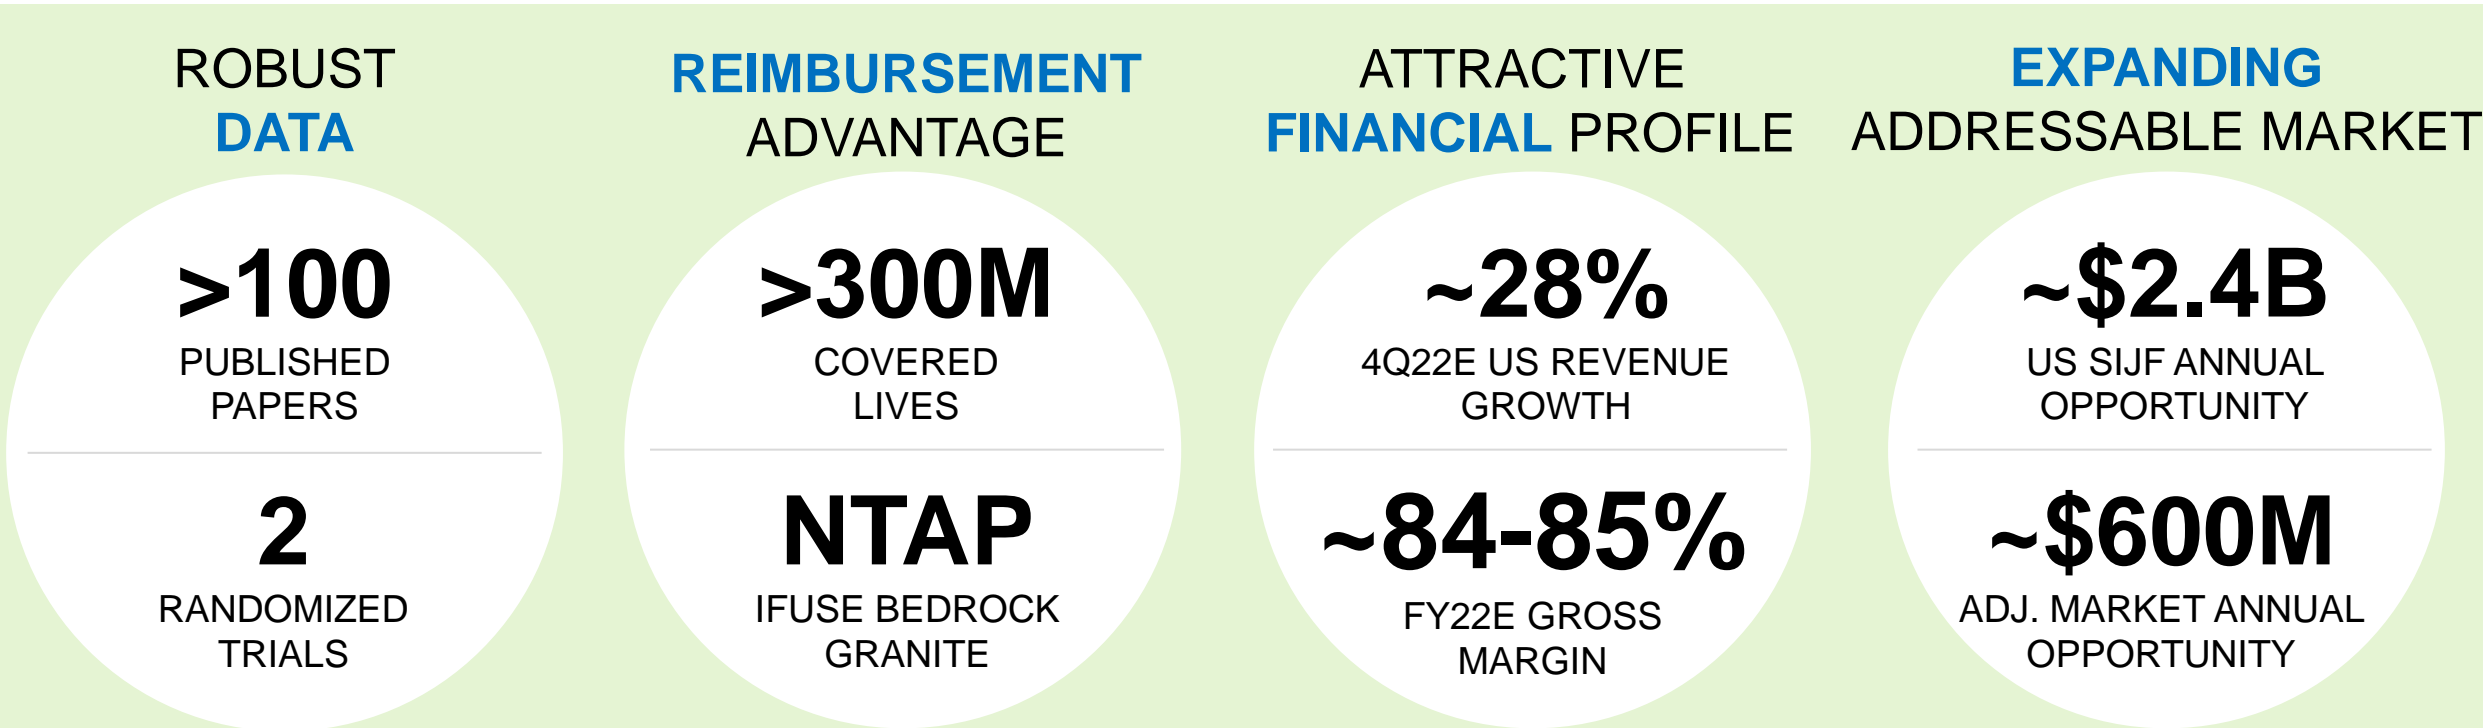 ROBUST
DATA
>100
PUBLISHED
PAPERS
2
RANDOMIZED
TRIALS
REIMBURSEMENT
ADVANTAGE
>300M
COVERED
LIVES
NTAP
IFUSE BEDROCK
GRANITE
ATTRACTIVE
FINANCIAL PROFILE
~28%
4Q22E US REVENUE
GROWTH
~84-85%
FY22E GROSS
MARGIN
EXPANDING
ADDRESSABLE MARKET
~$2.4B
US SIJF ANNUAL
OPPORTUNITY
~$600M
ADJ. MARKET ANNUAL
OPPORTUNITY